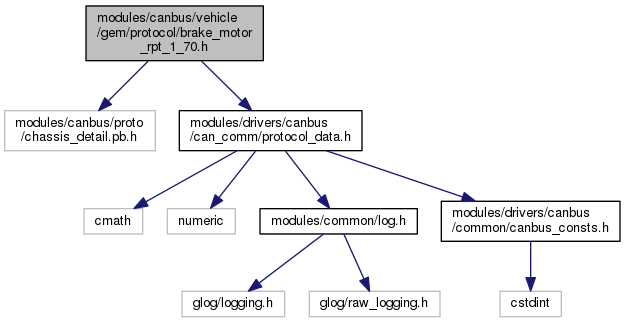 modules/canbus/vehicle
/gem/protocol/brake_motor
_rpt_1_70.h
modules/canbus/proto
/chassis_detail.pb.h
modules/drivers/canbus
/can_comm/protocol_data.h
cmath
numeric
modules/common/log.h
modules/drivers/canbus
/common/canbus_consts.h
glog/logging.h
glog/raw_logging.h
cstdint